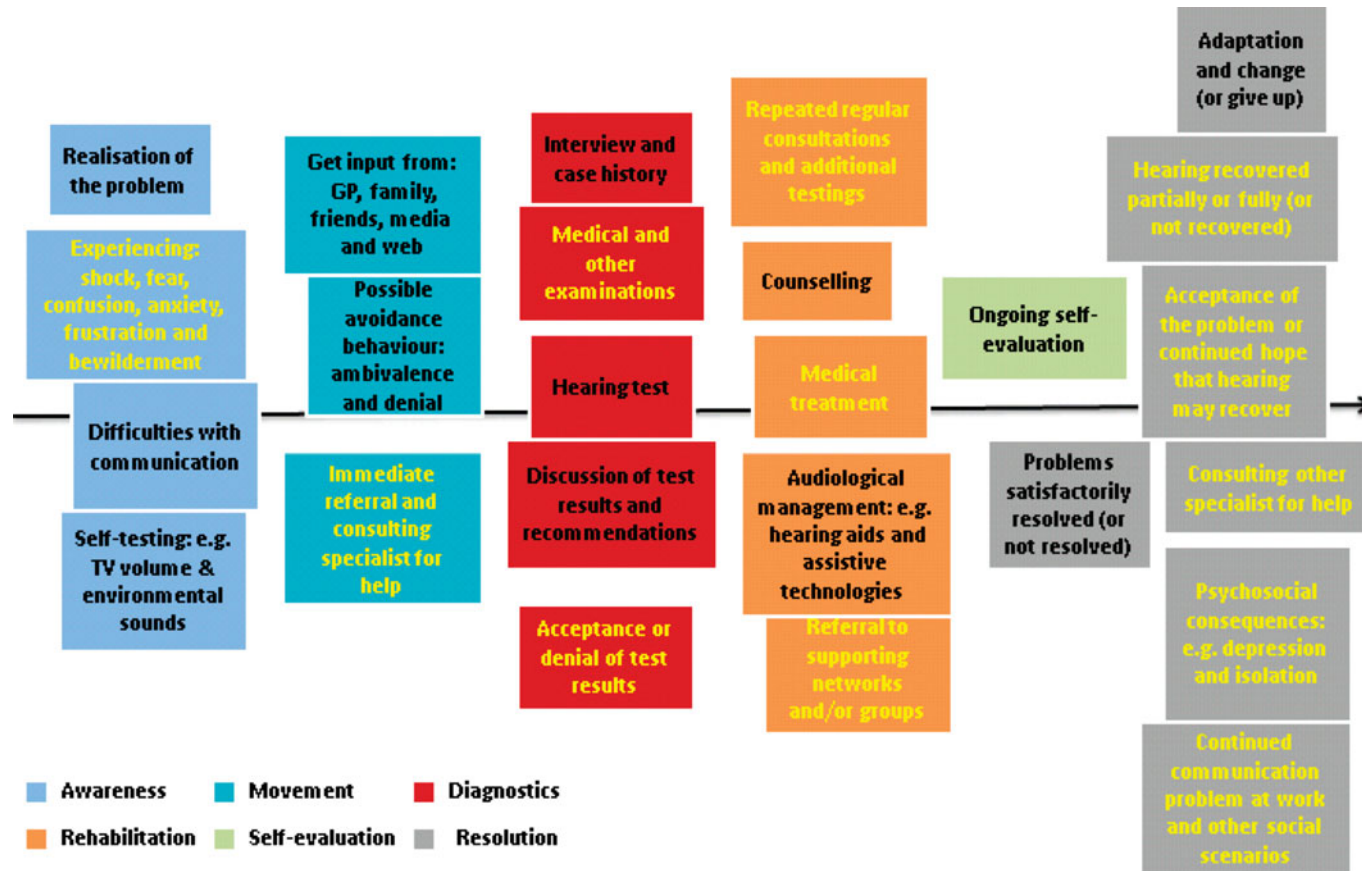 Realisation of
the problem
Experiencing:
shock, fear,
confusion, anxiety,
frustration and
bewilderment
Difficulties with
communication
Self-testing: e.g.
TV volume &
environmental
sounds
Get input from:
GP, family,
friends, media
and web
Possible
avoidance
behaviour:
ambivalence
and denial
Immediate
referral and
consulting
specialist for
help
Interview and
case history
Medical and
other
examinations
Hearing test
Discussion of test
results and
recommendations
Acceptance or
denial of test
results
Repeated regular
consultations
and additional
testings
Counselling
Medical
treatment
Audiological
management: e.g.
hearing aids and
assistive
technologies
Referral to
supporting
networks
and/or groups
Ongoing self-
evaluation
Problems
satisfactorily
resolved (or
not resolved)
Adaptation
and change
(or give up)
Hearing recovered
partially or fully (or
not recovered)
Acceptance of
the problem or
continued hope
that hearing
may recover
Consulting other
specialist for help
Psychosocial
consequences:
e.g. depression
and isolation
Continued
communication
problem at work
and other social
scenarios
Awareness
Movement
Diagnostics
Rehabilitation
Self-evaluation
Resolution